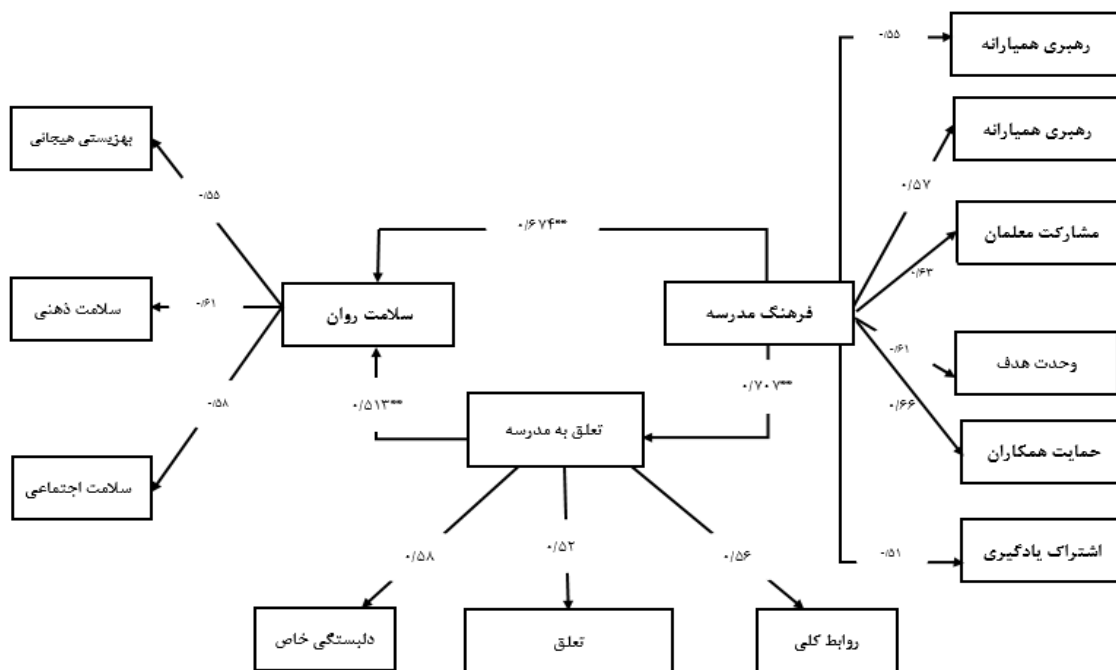 رهبری همیارانه
۰/۵۵
رهبری همیارانه
بهزیستی هیجانی
۰/۵۷
۰/۵۵
مشارکت معلمان
۰/۶۷۴**
۰/۶۳
فرهنگ مدرسه
سلامت روان
۰/۶۱
سلامت ذهنی
۰/۶۱
وحدت هدف
۰/۷۰۷**
۰/۵۱۳**
۰/۶۶
۰/۵۸
تعلق به مدرسه
حمایت همکاران
سلامت اجتماعی
اشتراک یادگیری
۰/۵۱
۰/۵۶
۰/۵۲
۰/۵۸
روابط کلی
تعلق
دلبستگی خاص